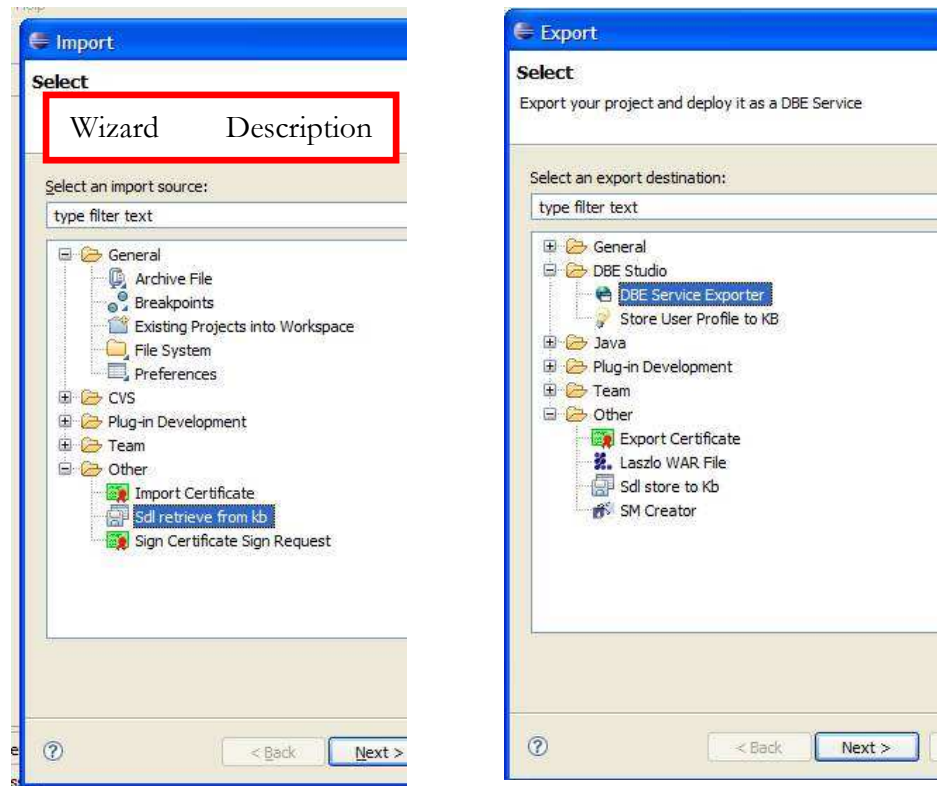 Import
Select
Wizard Description
Select an import source:
type filter text
General
Archive File
Breakpoints
Existing Projects into Workspace
File System
Preferences
CVS
Plug-in Development
Team
Other
Import Certificate
Sdl retrieve from kb
Sign Certificate Sign Request
< Back Next >
Export
Select
Export your project and deploy it as a DBE Service
Select an export destination:
type filter text
General
DBE Studio
DBE Service Exporter
Store User Profile to KB
Java
Plug-in Development
Team
Other
Export Certificate
Laszlo WAR File
Sdl store to Kb
SM Creator
< Back Next >